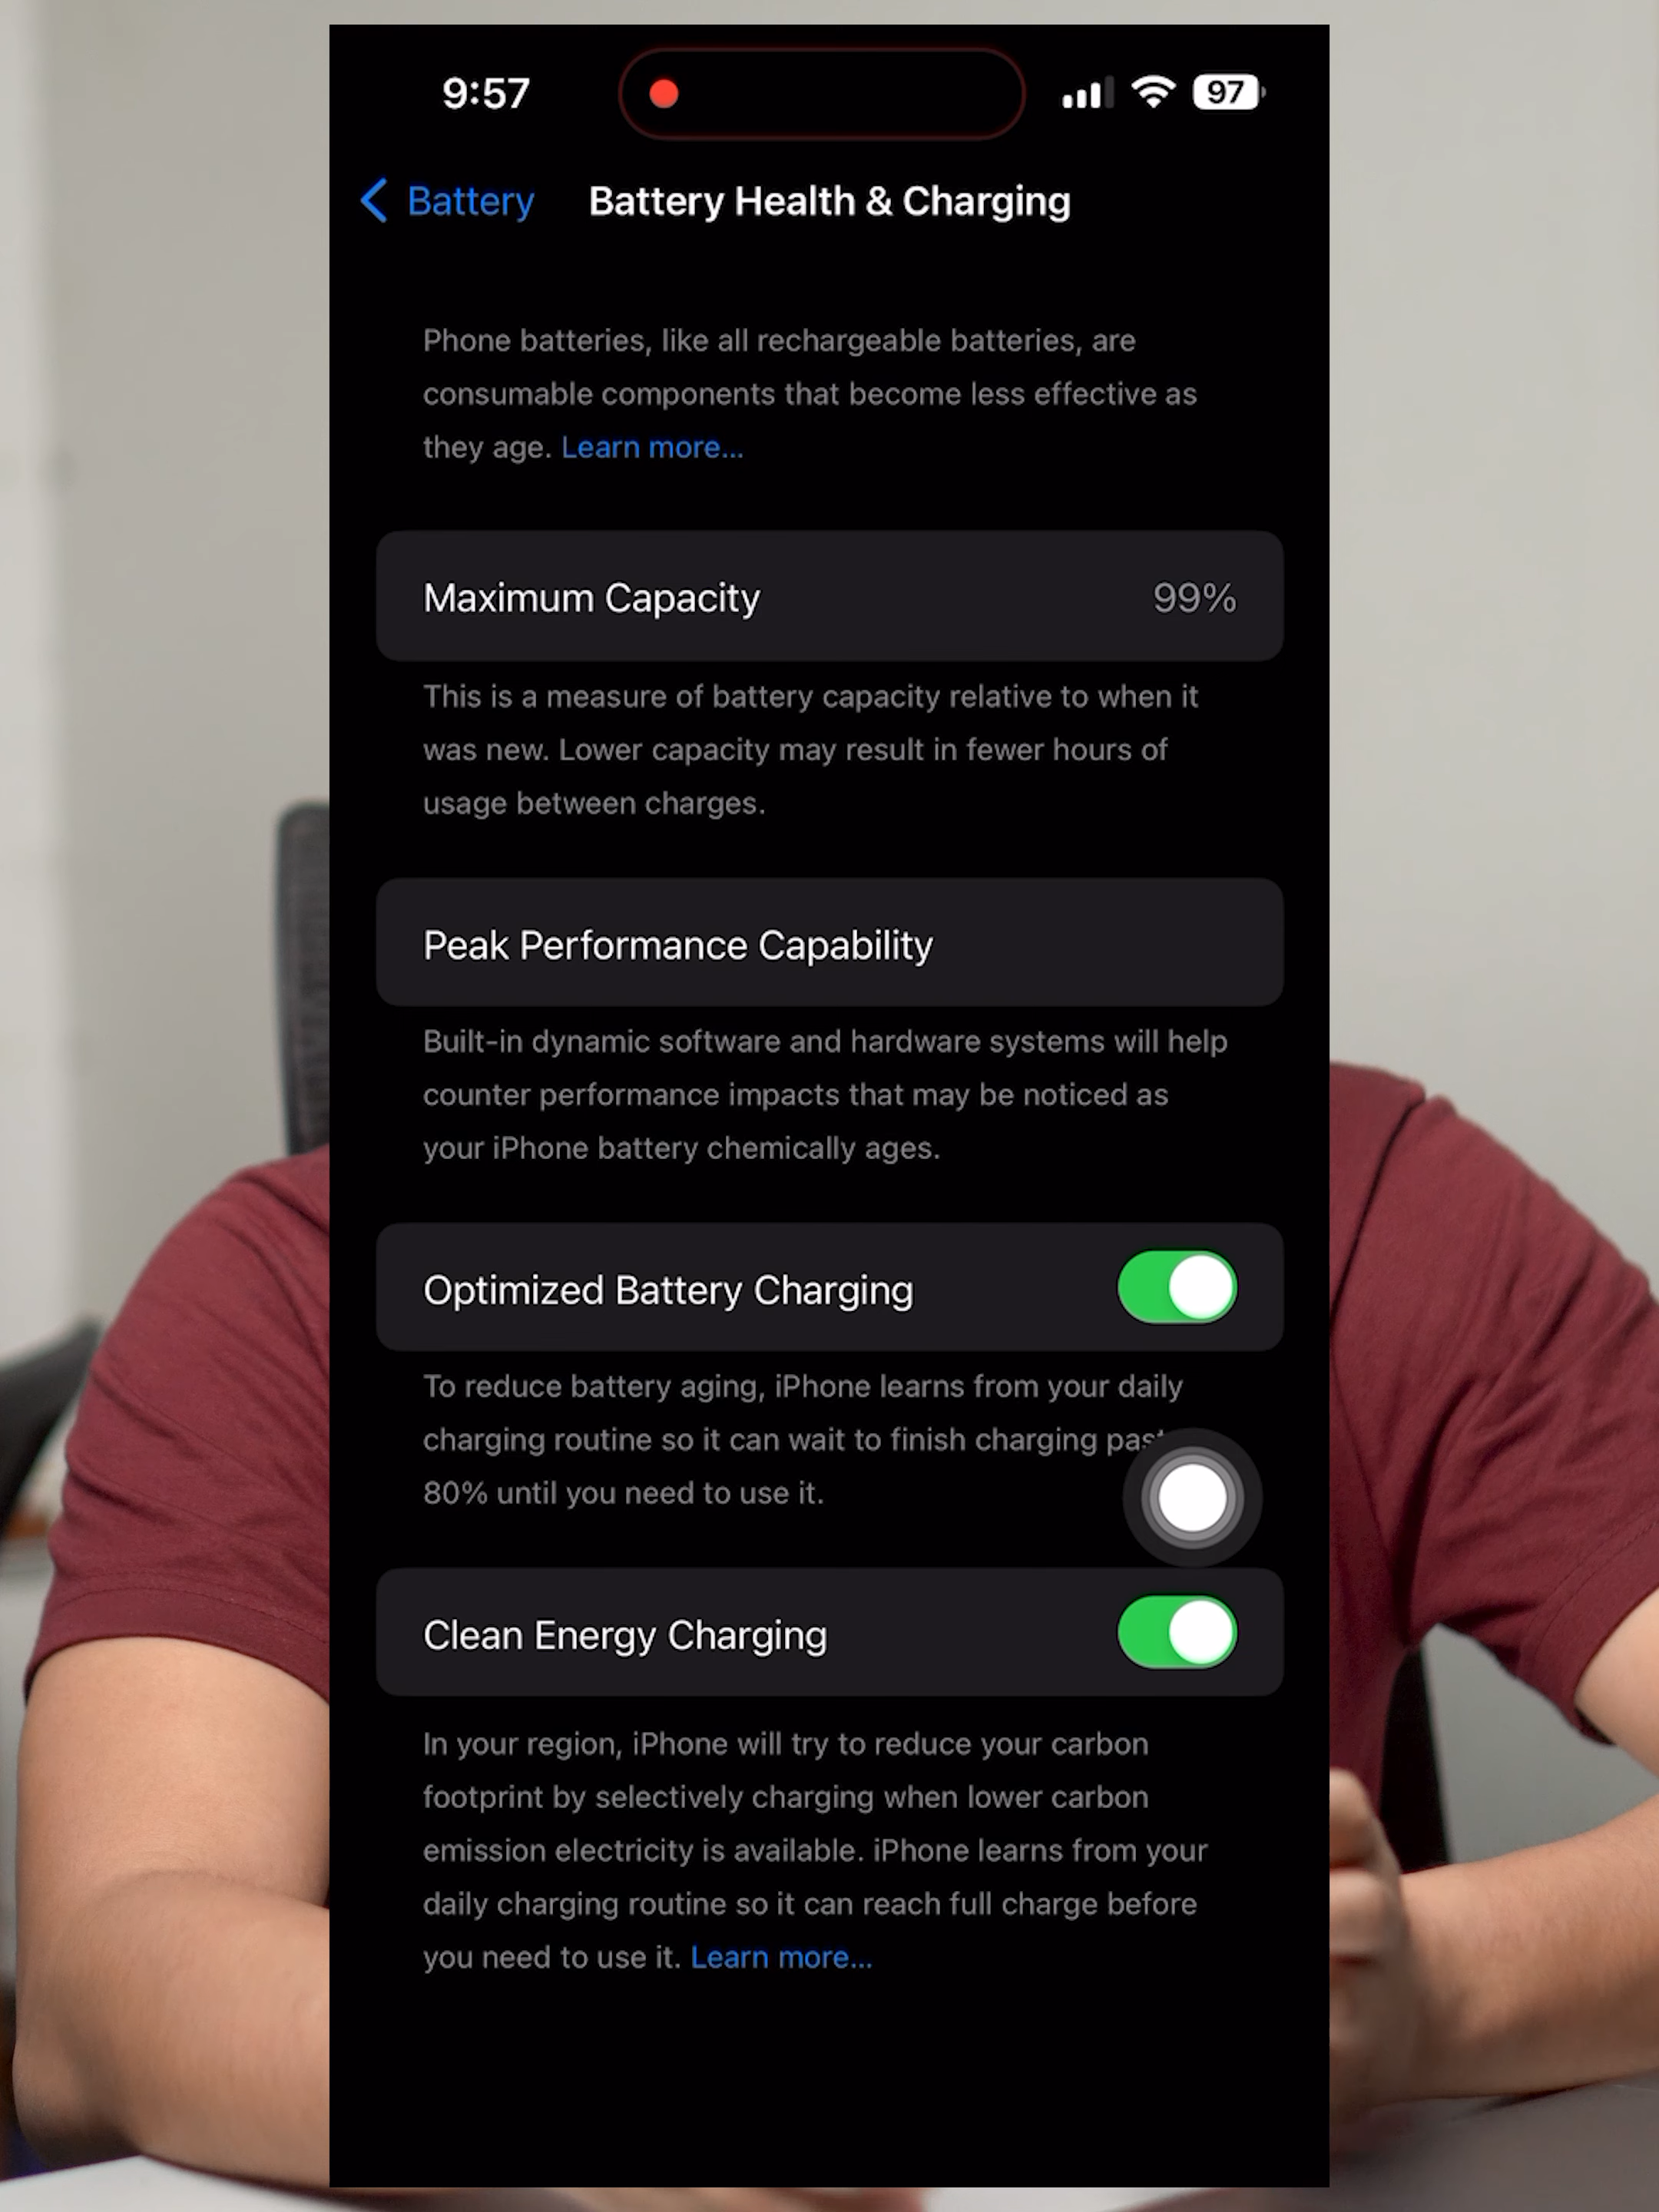 9:57
97
Battery
Battery Health & Charging
Phone batteries, like all rechargeable batteries, are
consumable components that become less effective as
they age. Learn more...
Maximum Capacity 99%
This is a measure of battery capacity relative to when it
was new. Lower capacity may result in fewer hours of
usage between charges.
Peak Performance Capability
Built-in dynamic software and hardware systems will help
counter performance impacts that may be noticed as
your iPhone battery chemically ages.
Optimized Battery Charging
To reduce battery aging, iPhone learns from your daily
charging routine so it can wait to finish charging past
80% until you need to use it.
Clean Energy Charging
In your region, iPhone will try to reduce your carbon
footprint by selectively charging when lower carbon
emission electricity is available. iPhone learns from your
daily charging routine so it can reach full charge before
you need to use it. Learn more...